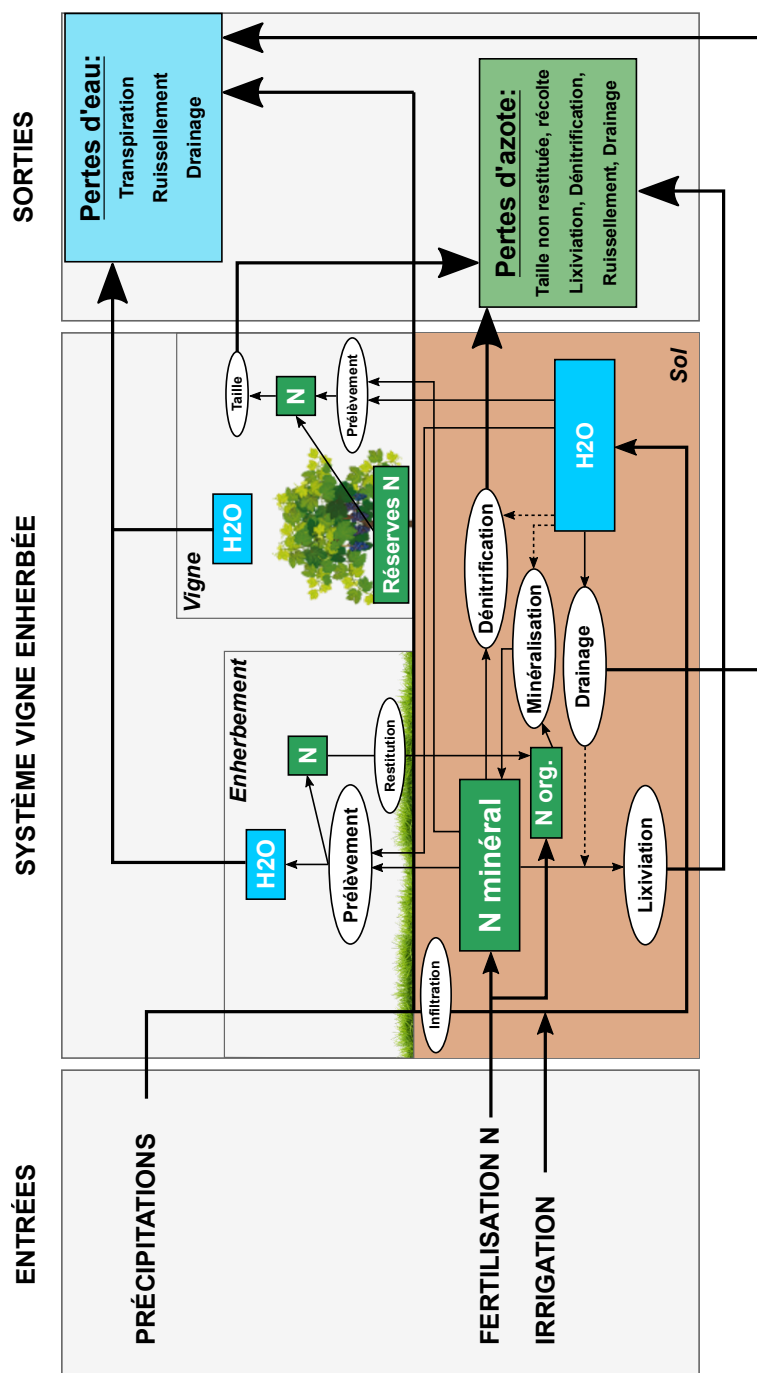 ENTRÉES
SYSTÈME VIGNE ENHERBÉE
SORTIES
PRÉCIPITATIONS
FERTILISATION N
IRRIGATION
Enherbement
H2O
N
Prélèvement
Restitution
Infiltration
Vigne
H2O
Réserves N
N
Taille
Prélèvement
N minéral
N org.
Dénitrification
Minéralisation
Drainage
Lixiviation
H2O
Sol
Pertes d'eau:
Transpiration
Ruissellement
Drainage
Pertes d'azote:
Taille non restituée, récolte
Lixiviation, Dénitrification,
Ruissellement, Drainage